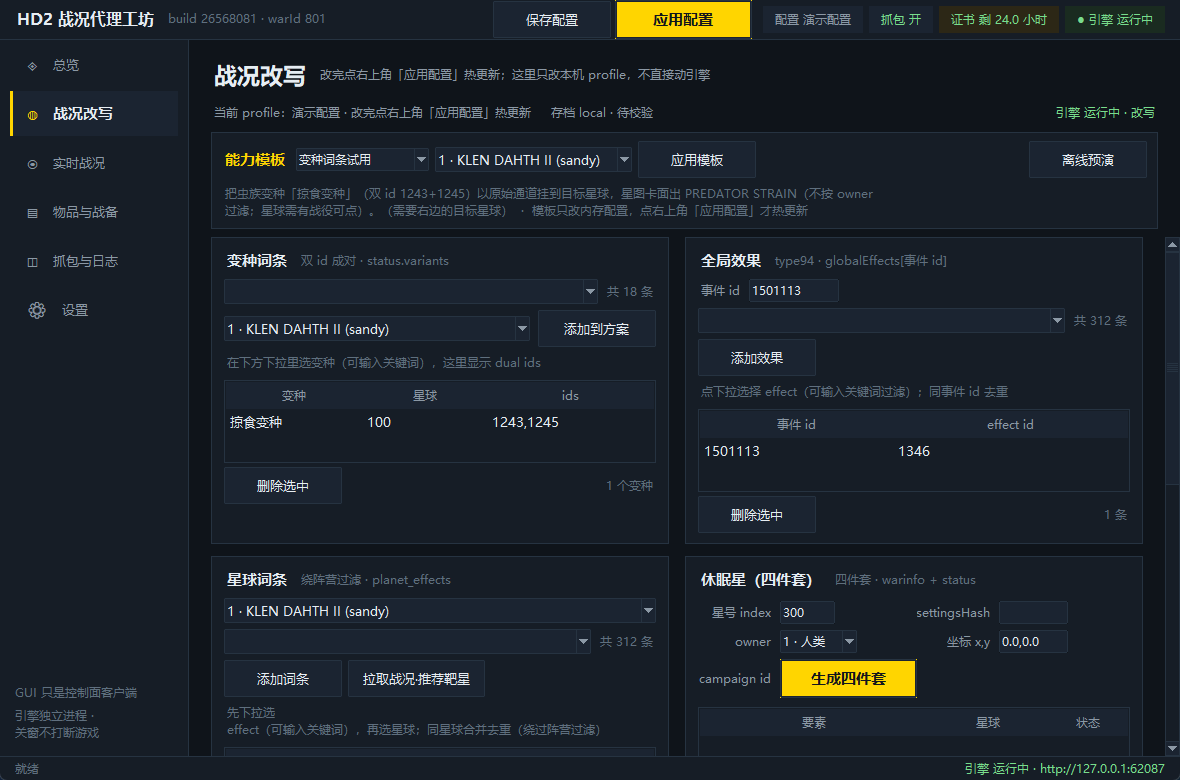 HD2 战况代理工坊 build 26568081 · warId 801 保存配置 应用配置 配置 演示配置 抓包 开 证书 剩 24.0 小时 ● 引擎 运行中
总览
战况改写
实时战况
物品与战备
抓包与日志
设置
GUI 只是控制面客户端
引擎独立进程 ·
关窗不打断游戏
战况改写 改完点右上角「应用配置」热更新；这里只改本机 profile，不直接动引擎
当前 profile：演示配置 · 改完点右上角「应用配置」热更新 存档 local · 待校验 引擎 运行中 · 改写
能力模板 变种词条试用 1 · KLEN DAHTH II (sandy) 应用模板 离线预演
把虫族变种「掠食变种」（双 id 1243+1245）以原始通道挂到目标星球，星图卡面出 PREDATOR STRAIN（不按 owner
过滤；星球需有战役可点）。（需要右边的目标星球） · 模板只改内存配置，点右上角「应用配置」才热更新
变种词条 双 id 成对 · status.variants
共 18 条
1 · KLEN DAHTH II (sandy) 添加到方案
在下方下拉里选变种（可输入关键词），这里显示 dual ids
变种 星球 ids
掠食变种 100 1243,1245
删除选中 1 个变种
全局效果 type94 · globalEffects[事件 id]
事件 id 1501113
共 312 条
添加效果
点下拉选择 effect（可输入关键词过滤）；同事件 id 去重
事件 id effect id
1501113 1346
删除选中 1 条
星球词条 绕阵营过滤 · planet_effects
1 · KLEN DAHTH II (sandy)
共 312 条
添加词条 拉取战况·推荐靶星
先下拉选
effect（可输入关键词），再选星球；同星球合并去重（绕过阵营过滤）
休眠星（四件套） 四件套 · warinfo + status
星号 index 300 settingsHash
owner 1 · 人类 坐标 x,y 0.0,0.0
campaign id 生成四件套
要素 星球 状态
就绪 引擎 运行中 · http://127.0.0.1:62087